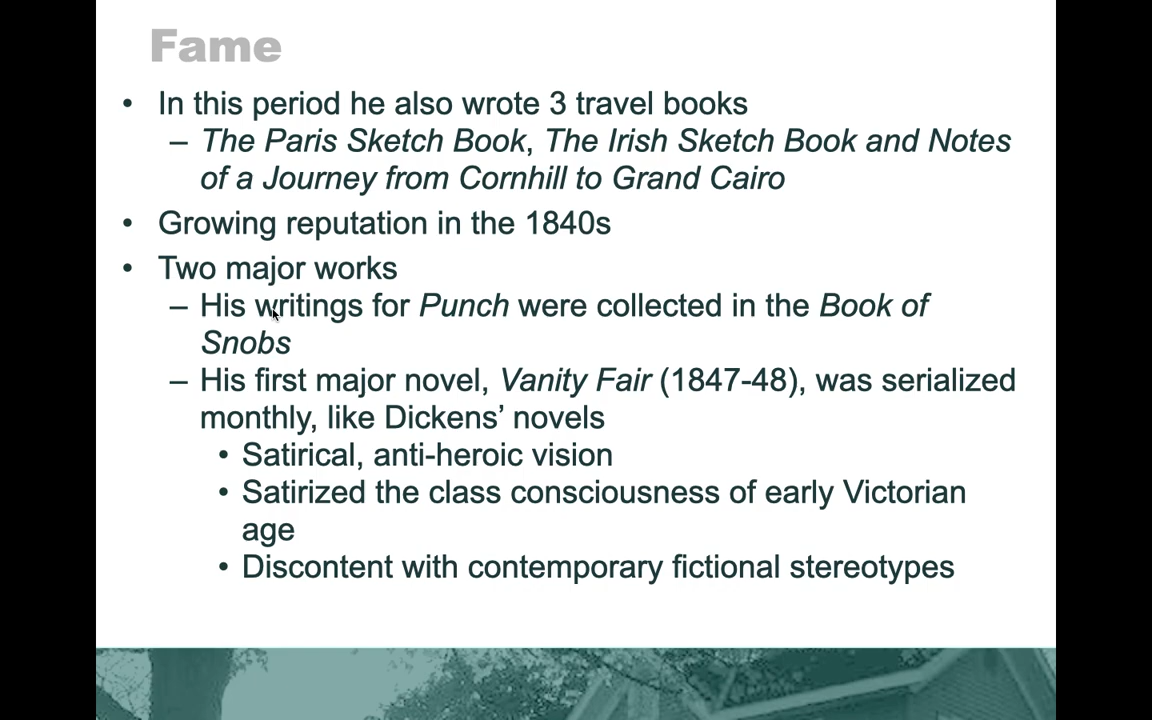 Fame
• In this period he also wrote 3 travel books
– The Paris Sketch Book, The Irish Sketch Book and Notes
of a Journey from Cornhill to Grand Cairo
• Growing reputation in the 1840s
• Two major works
– His writings for Punch were collected in the Book of
Snobs
– His first major novel, Vanity Fair (1847-48), was serialized
monthly, like Dickens’ novels
• Satirical, anti-heroic vision
• Satirized the class consciousness of early Victorian
age
• Discontent with contemporary fictional stereotypes